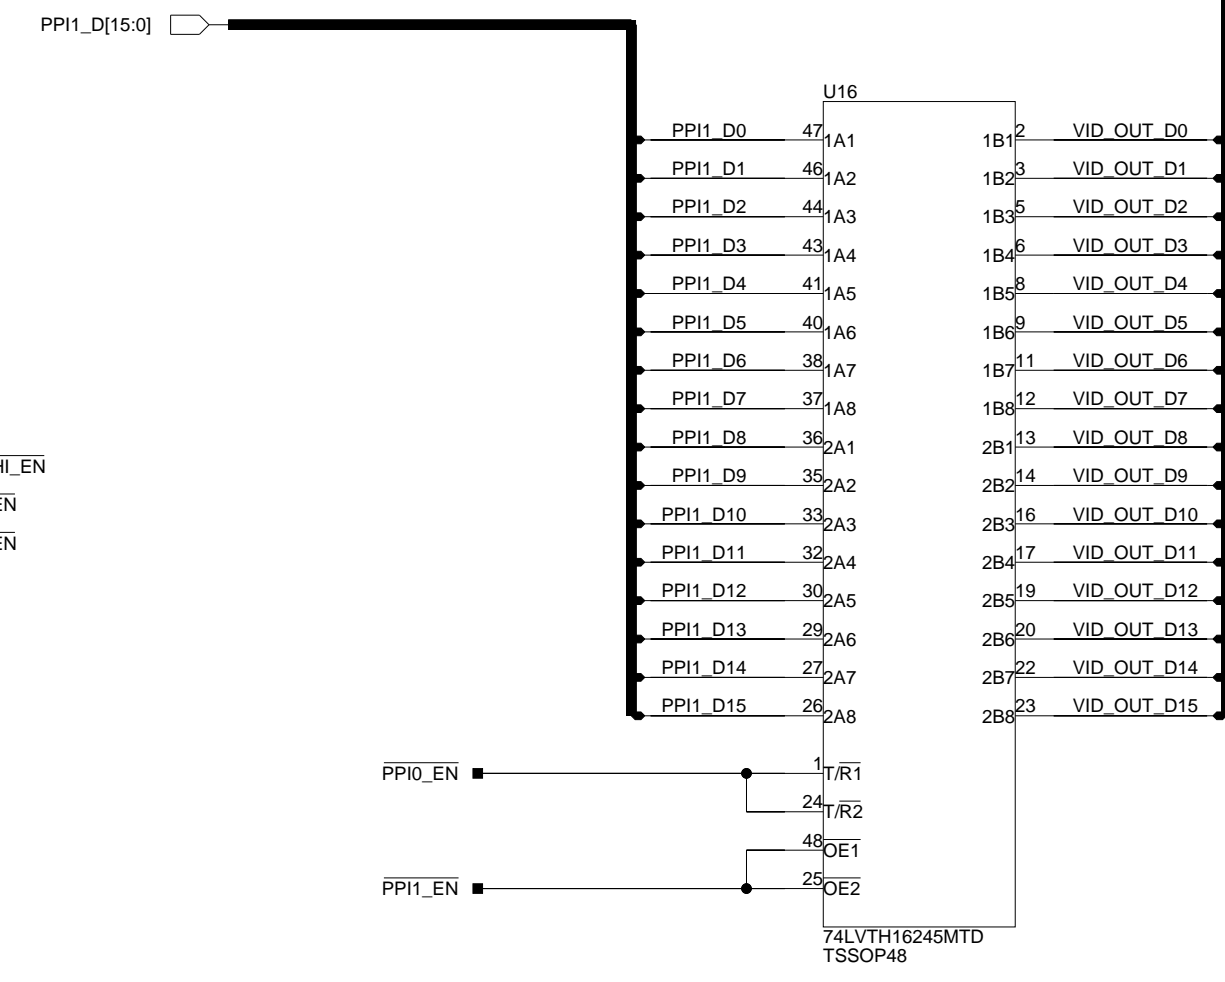 PPI1_D[15:0]
U16
PPI1_D0 47 1A1 1B1 2 VID_OUT_D0
PPI1_D1 46 1A2 1B2 3 VID_OUT_D1
PPI1_D2 44 1A3 1B3 5 VID_OUT_D2
PPI1_D3 43 1A4 1B4 6 VID_OUT_D3
PPI1_D4 41 1A5 1B5 8 VID_OUT_D4
PPI1_D5 40 1A6 1B6 9 VID_OUT_D5
PPI1_D6 38 1A7 1B7 11 VID_OUT_D6
PPI1_D7 37 1A8 1B8 12 VID_OUT_D7
PPI1_D8 36 2A1 2B1 13 VID_OUT_D8
HI_EN
PPI1_D9 35 2A2 2B2 14 VID_OUT_D9
EN
PPI1_D10 33 2A3 2B3 16 VID_OUT_D10
EN
PPI1_D11 32 2A4 2B4 17 VID_OUT_D11
PPI1_D12 30 2A5 2B5 19 VID_OUT_D12
PPI1_D13 29 2A6 2B6 20 VID_OUT_D13
PPI1_D14 27 2A7 2B7 22 VID_OUT_D14
PPI1_D15 26 2A8 2B8 23 VID_OUT_D15
PPI0_EN 1 T/R1
24 T/R2
48 OE1
PPI1_EN 25 OE2
74LVTH16245MTD
TSSOP48